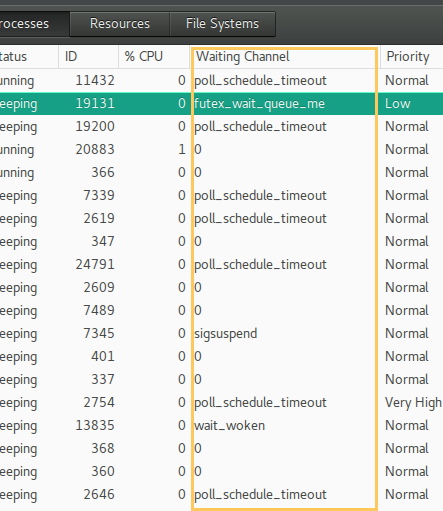 rocesses Resources File Systems
tatus ID % CPU Waiting Channel Priority
unning 11432 0 poll_schedule_timeout Normal
eeping 19131 0 futex_wait_queue_me Low
eeping 19200 0 poll_schedule_timeout Normal
unning 20883 1 0 Normal
unning 366 0 0 Normal
eeping 7339 0 poll_schedule_timeout Normal
eeping 2619 0 poll_schedule_timeout Normal
eeping 347 0 0 Normal
eeping 24791 0 poll_schedule_timeout Normal
eeping 2609 0 0 Normal
eeping 7489 0 0 Normal
eeping 7345 0 sigsuspend Normal
eeping 401 0 0 Normal
eeping 337 0 0 Normal
eeping 2754 0 poll_schedule_timeout Very High
eeping 13835 0 wait_woken Normal
eeping 368 0 0 Normal
eeping 360 0 0 Normal
eeping 2646 0 poll_schedule_timeout Normal